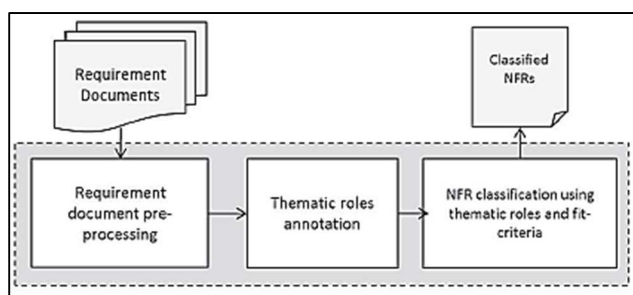 Requirement
Documents
Classified
NFRs
Requirement
document pre-
processing
Thematic roles
annotation
NFR classification using
thematic roles and fit-
criteria